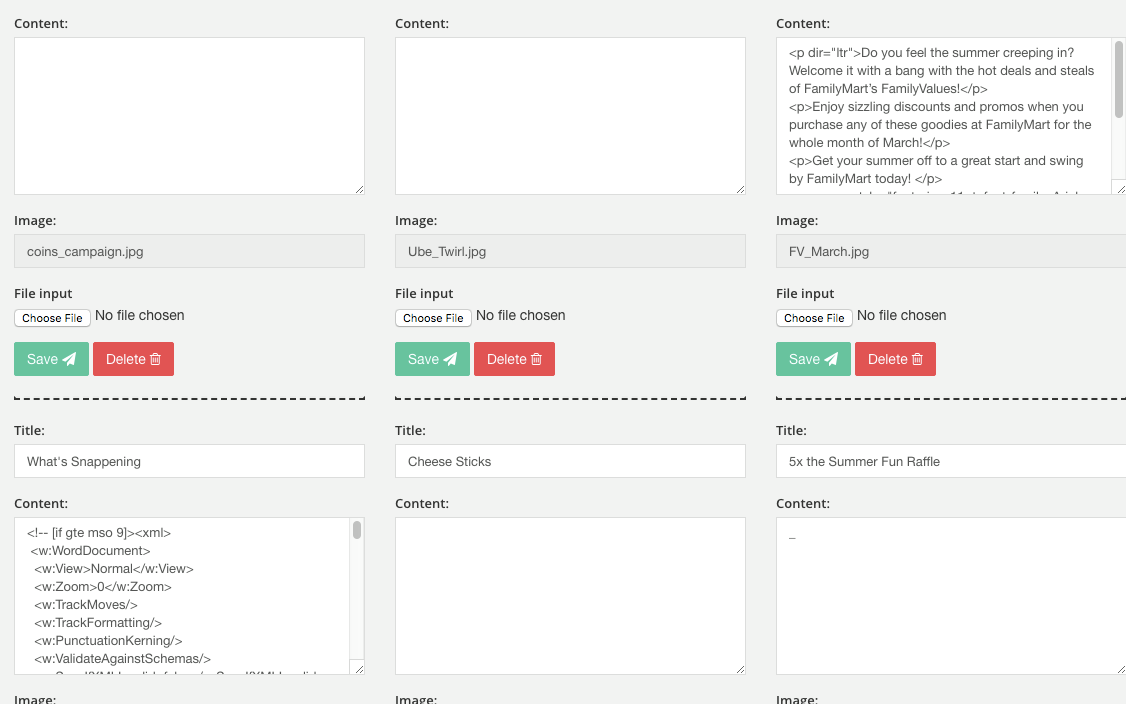 Content:
Content:
Content:
<p dir="ltr">Do you feel the summer creeping in?
Welcome it with a bang with the hot deals and steals
of FamilyMart’s FamilyValues!</p>
<p>Enjoy sizzling discounts and promos when you
purchase any of these goodies at FamilyMart for the
whole month of March!</p>
<p>Get your summer off to a great start and swing
by FamilyMart today! </p>
Image:
Image:
Image:
coins_campaign.jpg
Ube_Twirl.jpg
FV_March.jpg
File input
File input
File input
Choose File No file chosen
Choose File No file chosen
Choose File No file chosen
Save Delete
Save Delete
Save Delete
Title:
Title:
Title:
What's Snappening
Cheese Sticks
5x the Summer Fun Raffle
Content:
Content:
Content:
<!-- [if gte mso 9]><xml>
<w:WordDocument>
<w:View>Normal</w:View>
<w:Zoom>0</w:Zoom>
<w:TrackMoves/>
<w:TrackFormatting/>
<w:PunctuationKerning/>
<w:ValidateAgainstSchemas/>
_
Image:
Image:
Image: